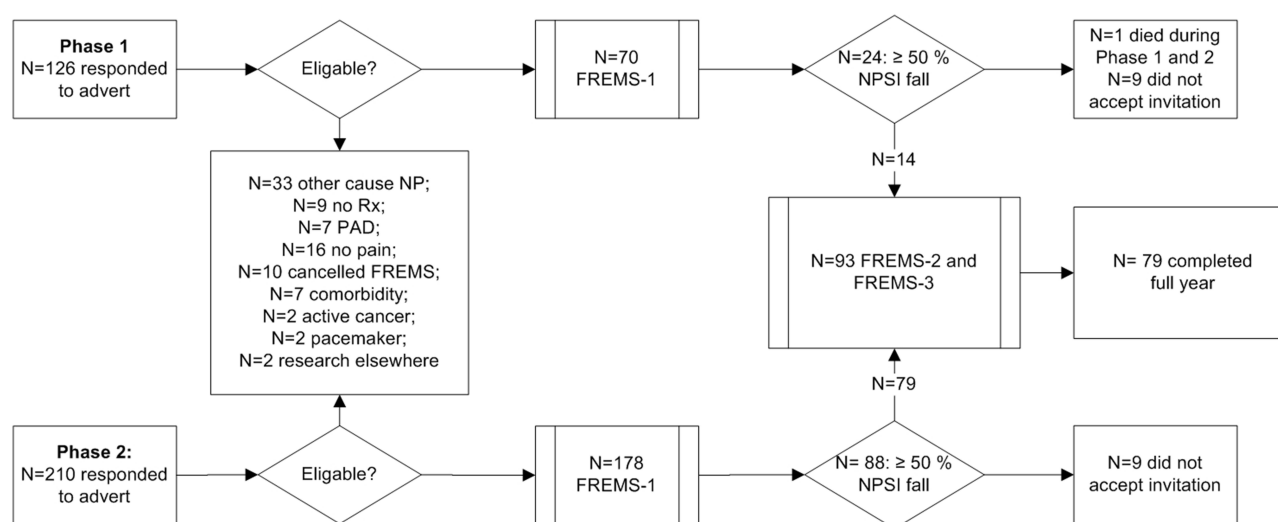 Phase 1
N=126 responded
to advert
Eligable?
N=70
FREMS-1
N=24: ≥ 50 %
NPSI fall
N=1 died during
Phase 1 and 2
N=9 did not
accept invitation
N=14
N=33 other cause NP;
N=9 no Rx;
N=7 PAD;
N=16 no pain;
N=10 cancelled FREMS;
N=7 comorbidity;
N=2 active cancer;
N=2 pacemaker;
N=2 research elsewhere
N=93 FREMS-2 and
FREMS-3
N= 79 completed
full year
N=79
Phase 2:
N=210 responded
to advert
Eligable?
N=178
FREMS-1
N= 88: ≥ 50 %
NPSI fall
N=9 did not
accept invitation